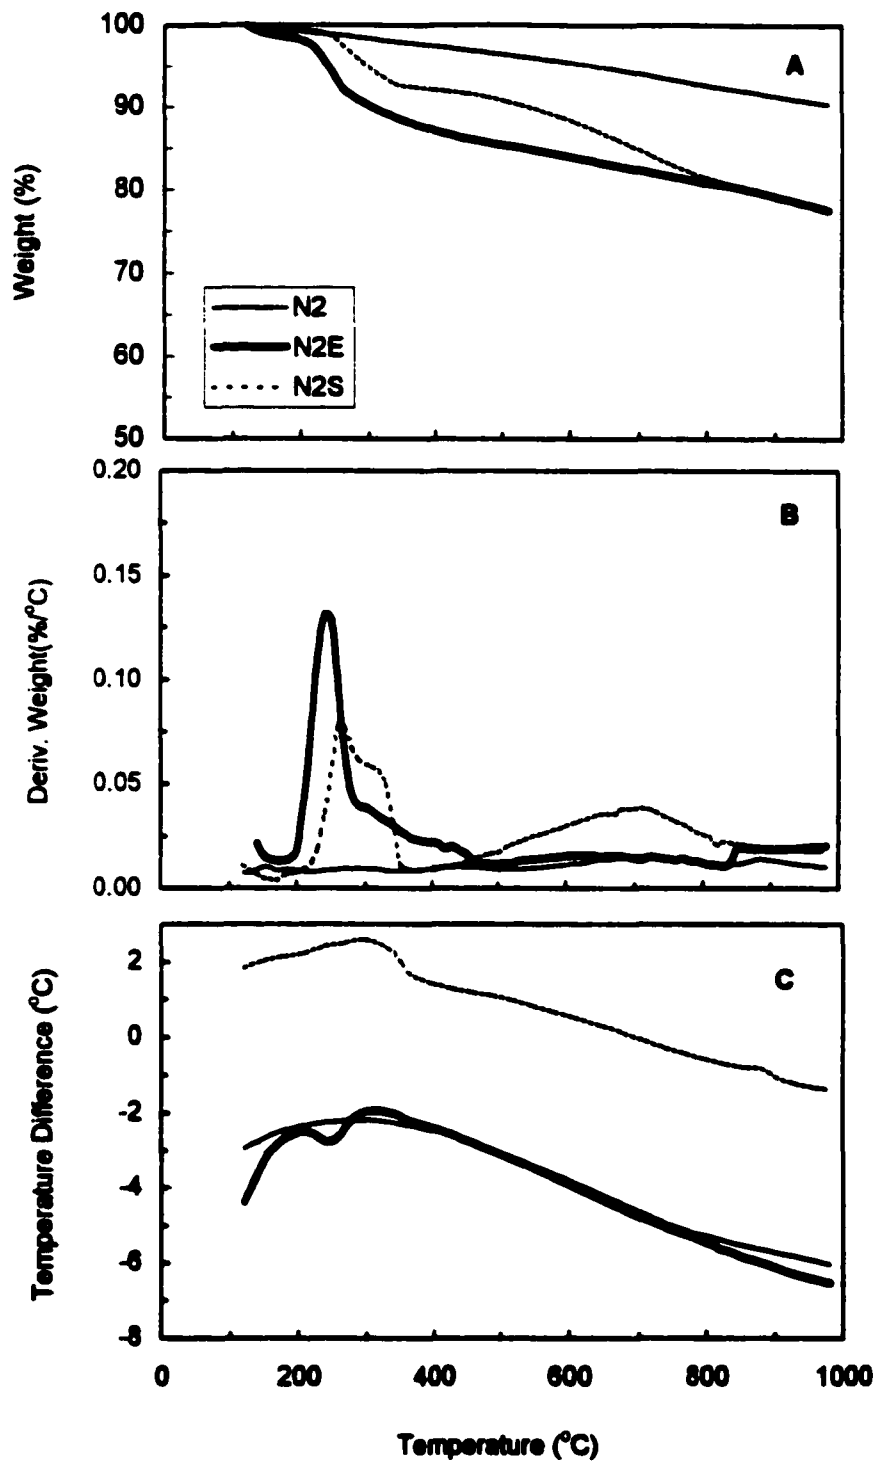 100
90
80
70
60
50
Weight (%)
A
N2
N2E
N2S
0.20
0.15
0.10
0.05
0.00
Deriv. Weight(%/°C)
B
2
0
-2
-4
-6
-8
Temperature Difference (°C)
C
0 200 400 600 800 1000
Temperature (°C)